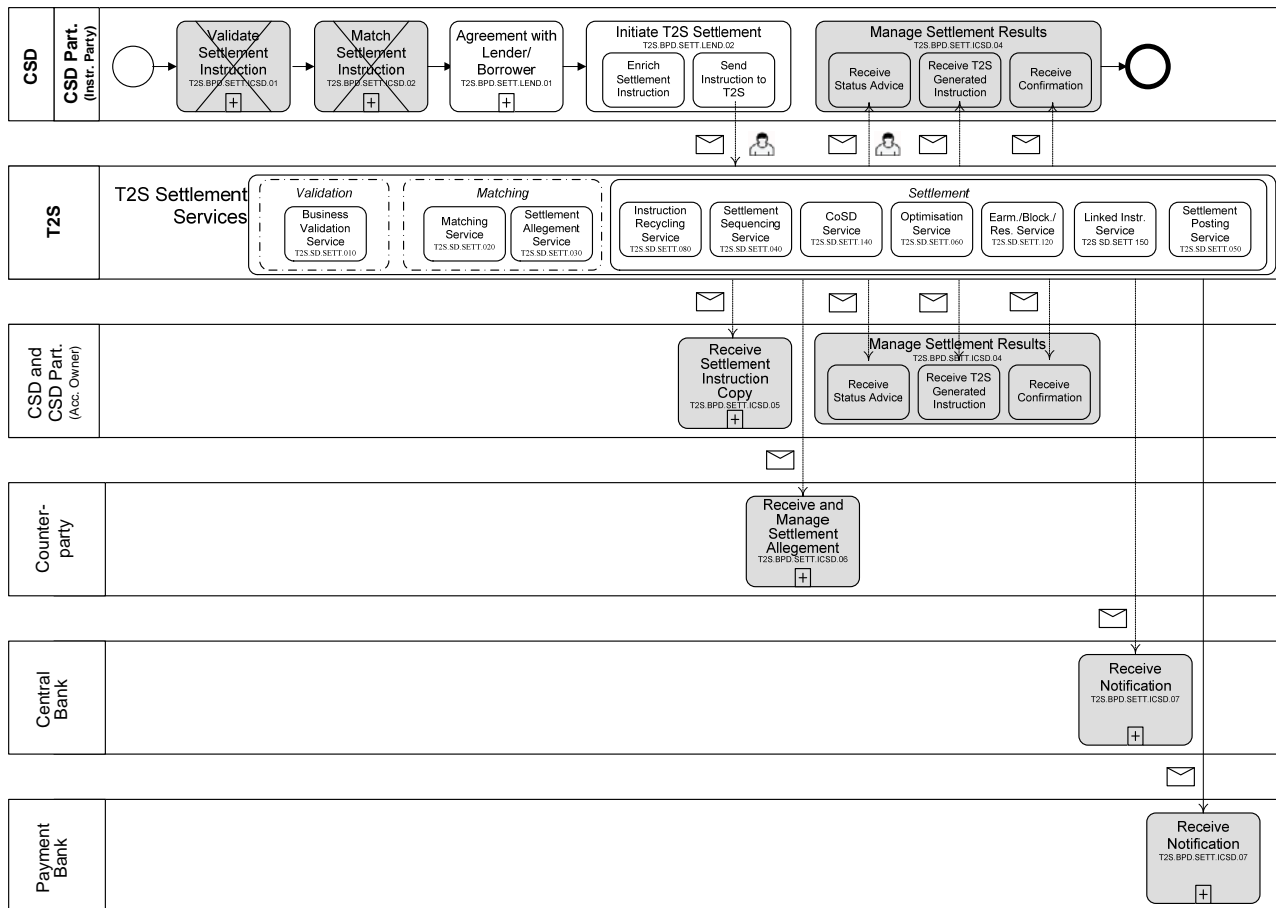 CSD
CSD Part.
(Instr. Party)
Validate
Settlement
Instruction
T2S.BPD.SETT.ICSD.01
Match
Settlement
Instruction
T2S.BPD.SETT.ICSD.02
Agreement with
Lender/
Borrower
T2S.BPD.SETT.LEND.01
Initiate T2S Settlement
T2S.BPD.SETT.LEND.02
Enrich
Settlement
Instruction
Send
Instruction to
T2S
Manage Settlement Results
T2S.BPD.SETT.ICSD.04
Receive
Status Advice
Receive T2S
Generated
Instruction
Receive
Confirmation
T2S
T2S Settlement
Services
Validation
Business
Validation
Service
T2S.SD.SETT.010
Matching
Matching
Service
T2S.SD.SETT.020
Settlement
Allegement
Service
T2S.SD.SETT.030
Settlement
Instruction
Recycling
Service
T2S.SD.SETT.080
Settlement
Sequencing
Service
T2S.SD.SETT.040
CoSD
Service
T2S.SD.SETT.140
Optimisation
Service
T2S.SD.SETT.060
Earm./Block./
Res. Service
T2S.SD.SETT.120
Linked Instr.
Service
T2S.SD.SETT 150
Settlement
Posting
Service
T2S.SD.SETT.050
CSD and
CSD Part.
(Acc. Owner)
Receive
Settlement
Instruction
Copy
T2S.BPD.SETT.ICSD.05
Manage Settlement Results
T2S.BPD.SETT.ICSD.04
Receive
Status Advice
Receive T2S
Generated
Instruction
Receive
Confirmation
Counter-
party
Receive and
Manage
Settlement
Allegement
T2S.BPD.SETT.ICSD.06
Central
Bank
Receive
Notification
T2S.BPD.SETT.ICSD.07
Payment
Bank
Receive
Notification
T2S.BPD.SETT.ICSD.07